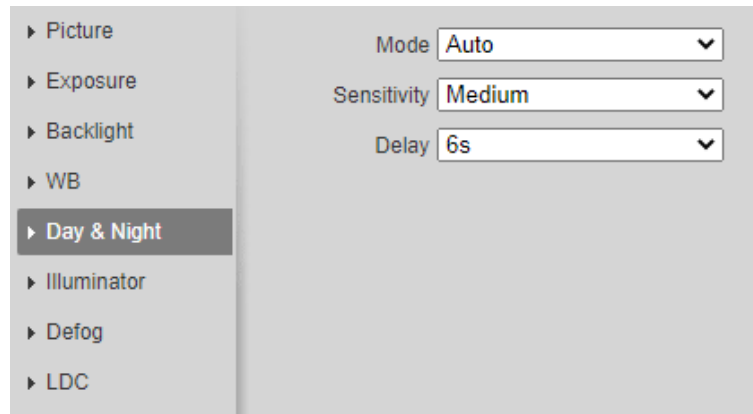 Picture
Exposure
Backlight
WB
Day & Night
Illuminator
Defog
LDC
Mode Auto
Sensitivity Medium
Delay 6s